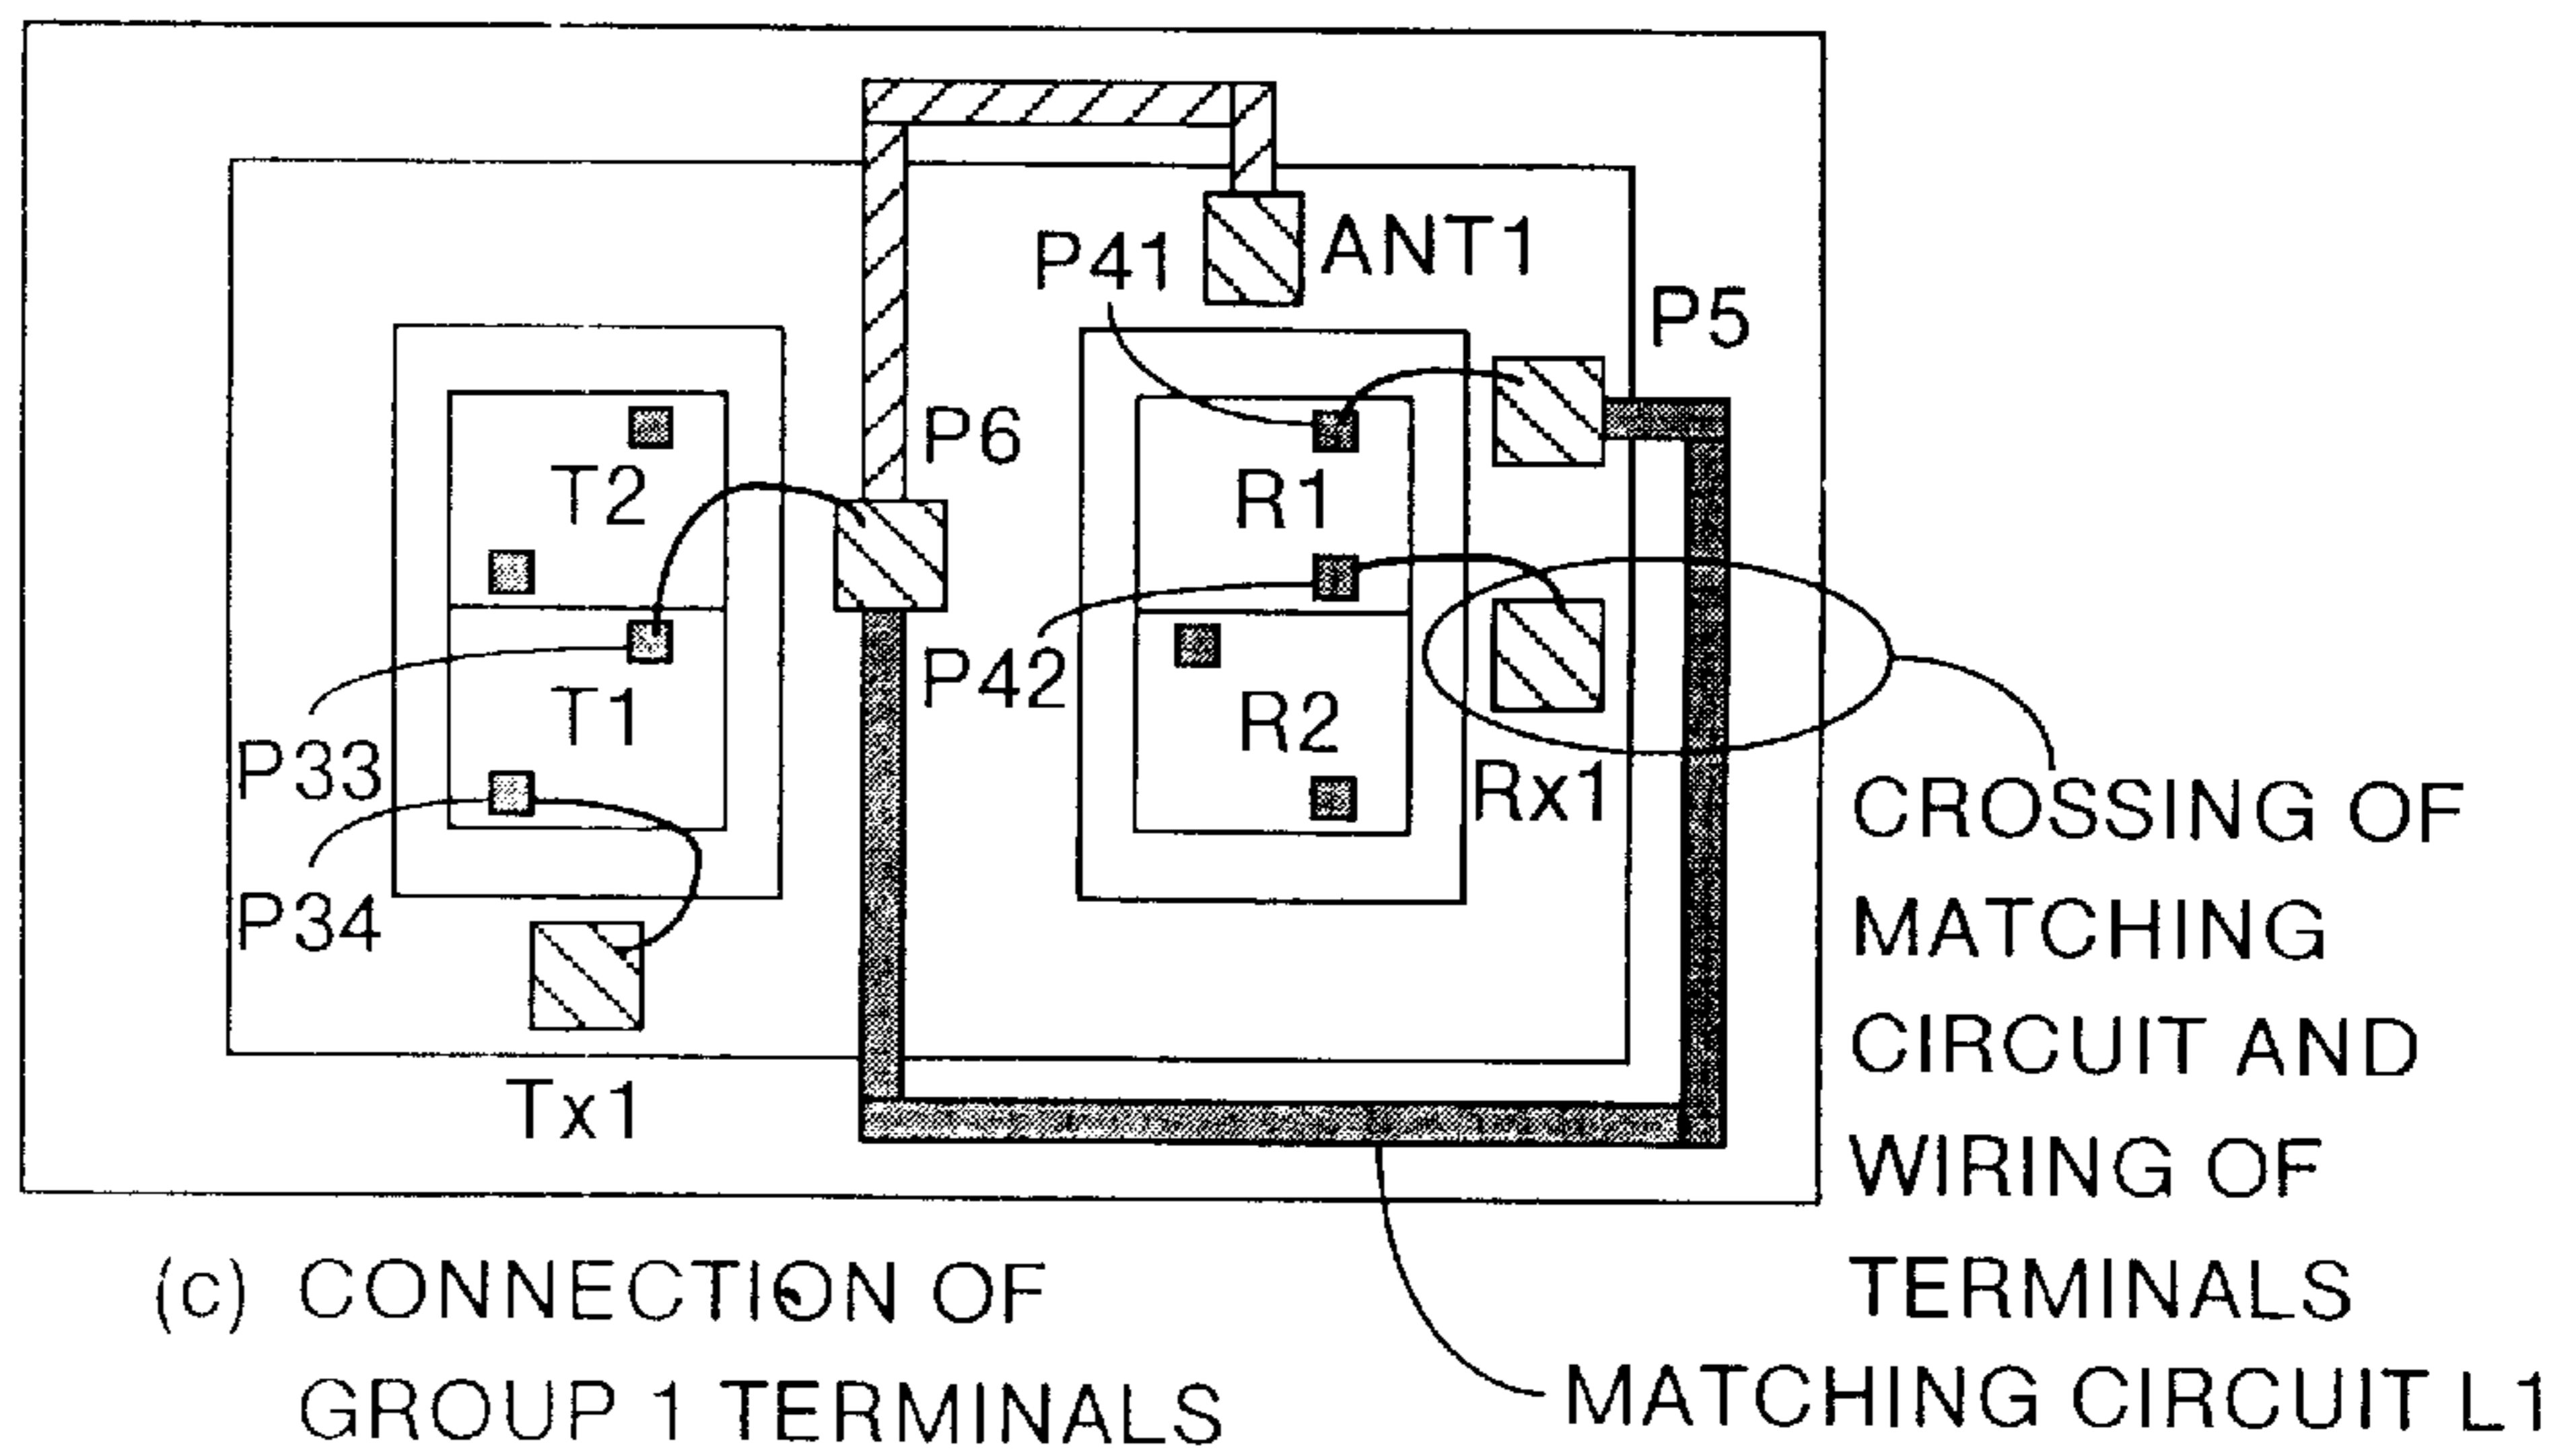 ANT1
P41
P5
P6
T2
R1
P42
T1
R2
P33
Rx1
P34
Tx1
CROSSING OF
MATCHING
CIRCUIT AND
WIRING OF
TERMINALS
(c) CONNECTION OF
GROUP 1 TERMINALS
MATCHING CIRCUIT L1